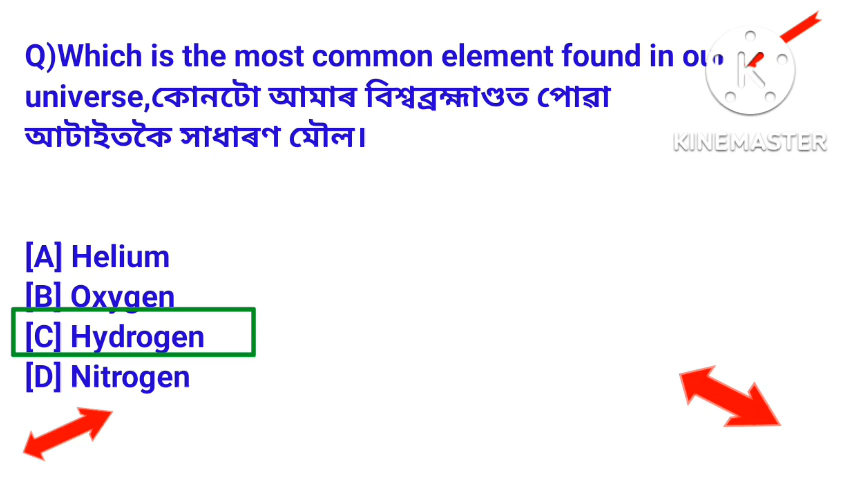 Q)Which is the most common element found in our
universe,কোনটো আমাৰ বিশ্বব্ৰহ্মাণ্ডত পোৱা
আটাইতকৈ সাধাৰণ মৌল।
KINEMASTER
[A] Helium
[B] Oxygen
[C] Hydrogen
[D] Nitrogen